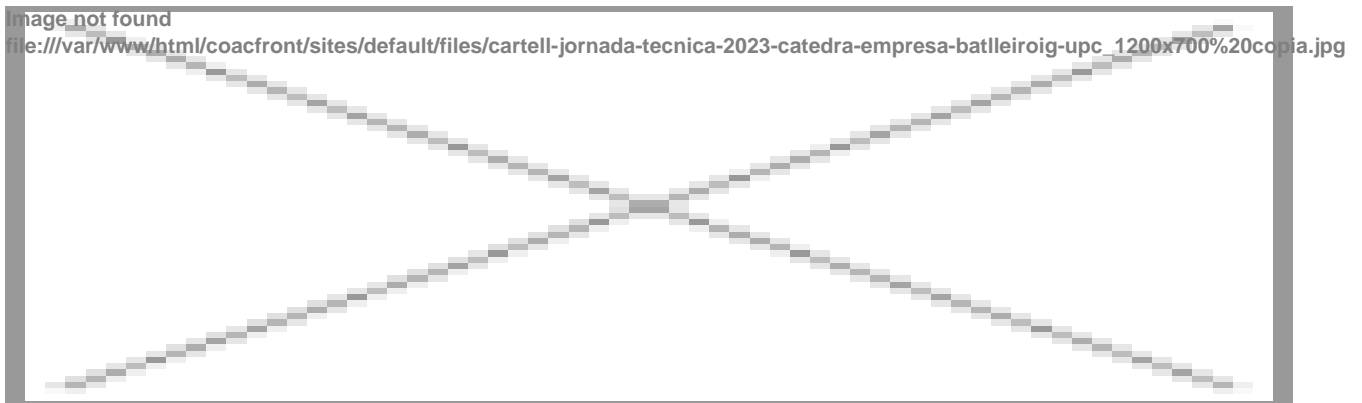 Image not found
file:///var/www/html/coacfront/sites/default/files/cartell-jornada-tecnica-2023-catedra-empresa-batlleiroig-upc_1200x700%20copia.jpg